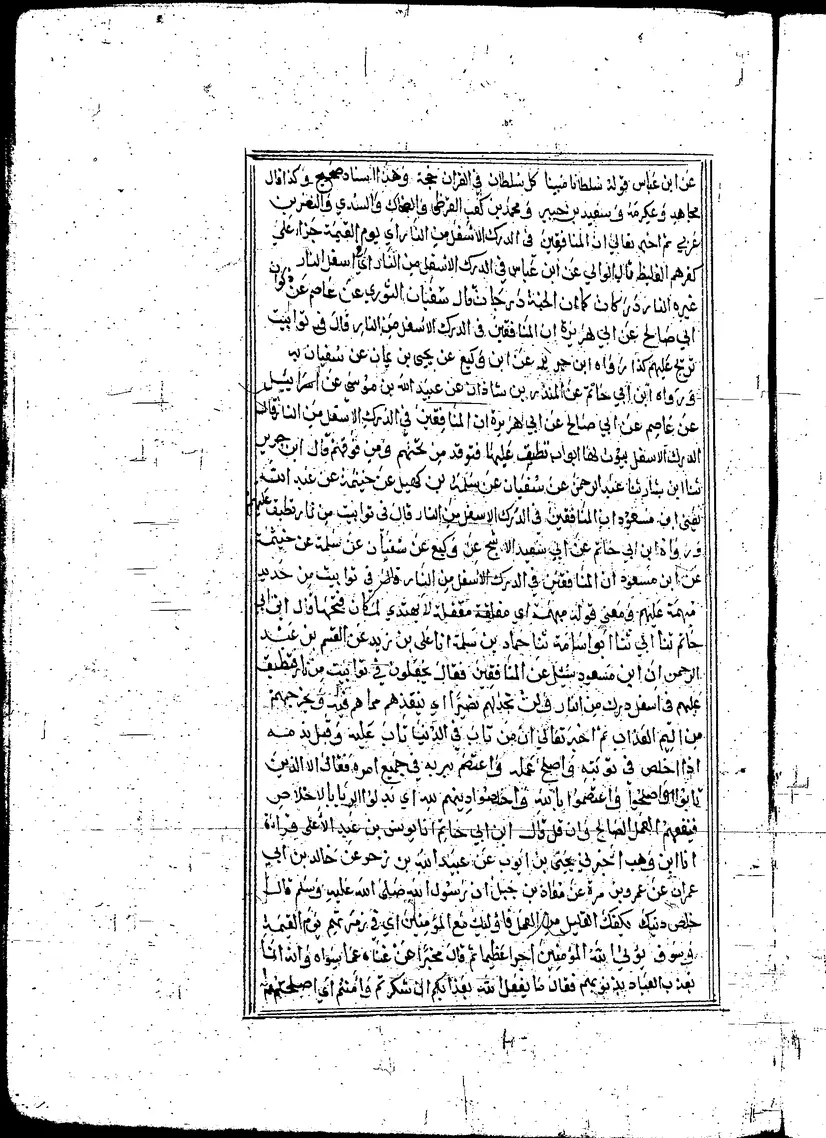 عن ابن عباس قوله سلطانا مبينا كل سلطان في القران حجة وهذا اسناد صحيح وكذا قال
مجاهد وعكرمة وسعيد بن جبير ومحمد بن كعب القرظي والضحاك والسدي والنضر بن
عربي ثم اخبر تعالى ان المنافقين في الدرك الاسفل من النار اي يوم القيمة جزاء على
كفرهم الغليظ قال الوالبي عن ابن عباس في الدرك الاسفل من النار اي اسفل النار
غيره النار دركات كما ان الجنة درجات قال سفيان الثوري عن عاصم عن ذكوان
ابي صالح عن ابي هريرة ان المنافقين في الدرك الاسفل من النار قال في توابيت
ترتج عليهم كذا رواه ابن جرير عن ابن وكيع عن يحيى بن يمان عن سفيان به
ورواه ابن ابي حاتم عن المنذر بن شاذان عن عبيد الله بن موسى عن اسرائيل
عن عاصم عن ابي صالح عن ابي هريرة ان المنافقين في الدرك الاسفل من النار قال
الدرك الاسفل بيوت لها ابواب تطبق عليها فتوقد من تحتهم ومن فوقهم قال ابن جرير
ثنا ابن بشار ثنا عبد الرحمن عن سفيان عن سلمة بن كهيل عن خيثمة عن عبد الله
يعني ابن مسعود ان المنافقين في الدرك الاسفل من النار قال في توابيت من نار تطبق عليهم
ورواه ابن ابي حاتم عن ابي سعيد الاشج عن وكيع عن سفيان عن سلمة عن خيثمة
عن ابن مسعود ان المنافقين في الدرك الاسفل من النار قال في توابيت من حديد
مبهمة عليهم ومعنى قوله مبهمة اي مغلقة مقفلة لا يهتدي لمكان فتحها قال ابن ابي
حاتم ثنا ابي ثنا ابو اسامة ثنا حماد بن سلمة انا علي بن زيد عن القسم بن عبد
الرحمن ان ابن مسعود سئل عن المنافقين فقال يجعلون في توابيت من نار فتطبق
عليهم في اسفل درك من النار ولن تجد لهم نصيرا اي ينقذهم مما هم فيه ويخرجهم
من اليم العذاب ثم اخبر تعالى ان من تاب في الدنيا تاب عليه وقبل ندمه
اذا اخلص في توبته واصلح عمله واعتصم بربه في جميع امره فقال الا الذين
تابوا واصلحوا واعتصموا بالله واخلصوا دينهم لله اي بدلوا الريا بالاخلاص
فينفعهم العمل الصالح وان قل قال ابن ابي حاتم انا يونس بن عبد الاعلى قراءة
انا ابن وهب اخبرني يحيى بن ايوب عن عبيد الله بن زحر عن خالد بن ابي
عمران عن عمرو بن مرة عن معاذ بن جبل ان رسول الله صلى الله عليه وسلم قال
خلص دينك يكفك القليل من العمل فاوليك مع المؤمنين اي في زمرتهم يوم القيمة
وسوف يؤتي الله المؤمنين اجرا عظيما ثم قال مخبرا عن غناه عما سواه وانه انما
يعذب العباد بذنوبهم فقال ما يفعل الله بعذابكم ان شكرتم وامنتم اي اصلحتم